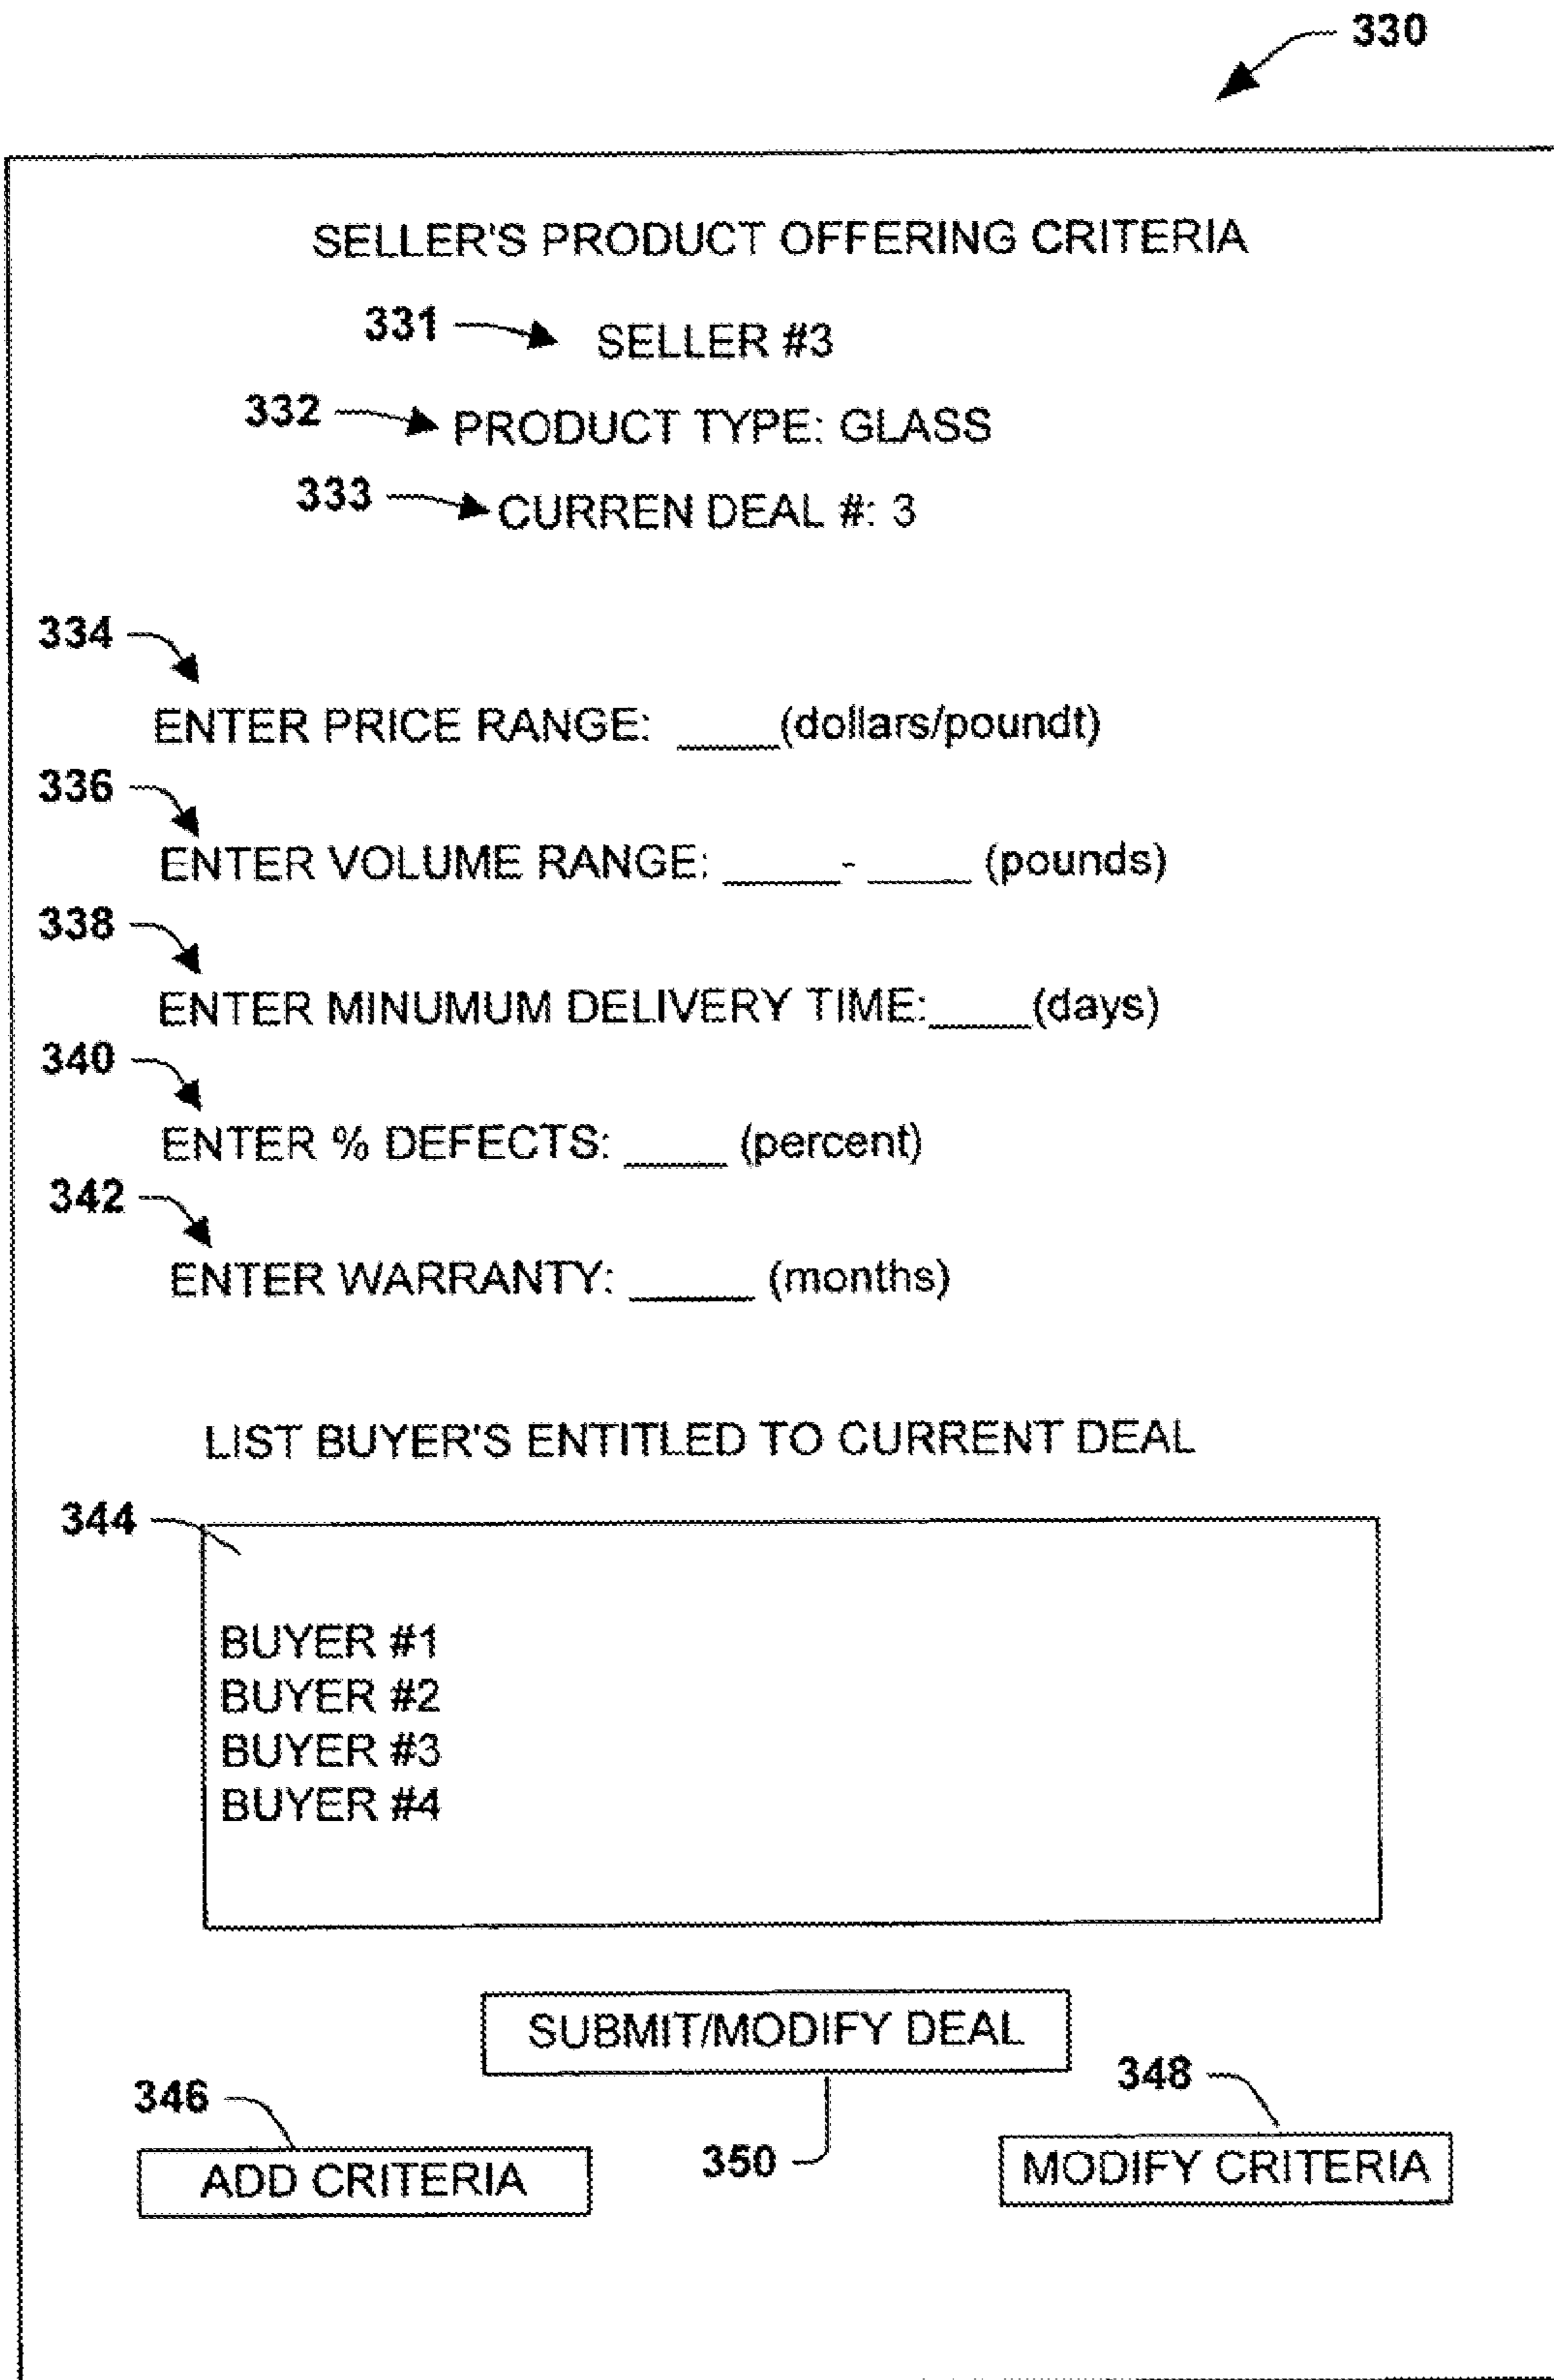 330
SELLER'S PRODUCT OFFERING CRITERIA
331 SELLER #3
332 PRODUCT TYPE: GLASS
333 CURREN DEAL #: 3
334
ENTER PRICE RANGE: ____(dollars/poundt)
336
ENTER VOLUME RANGE: _____- ____ (pounds)
338
ENTER MINUMUM DELIVERY TIME:____(days)
340
ENTER % DEFECTS: ____ (percent)
342
ENTER WARRANTY: _____ (months)
LIST BUYER'S ENTITLED TO CURRENT DEAL
344
BUYER #1
BUYER #2
BUYER #3
BUYER #4
SUBMIT/MODIFY DEAL
346 350 348
ADD CRITERIA MODIFY CRITERIA